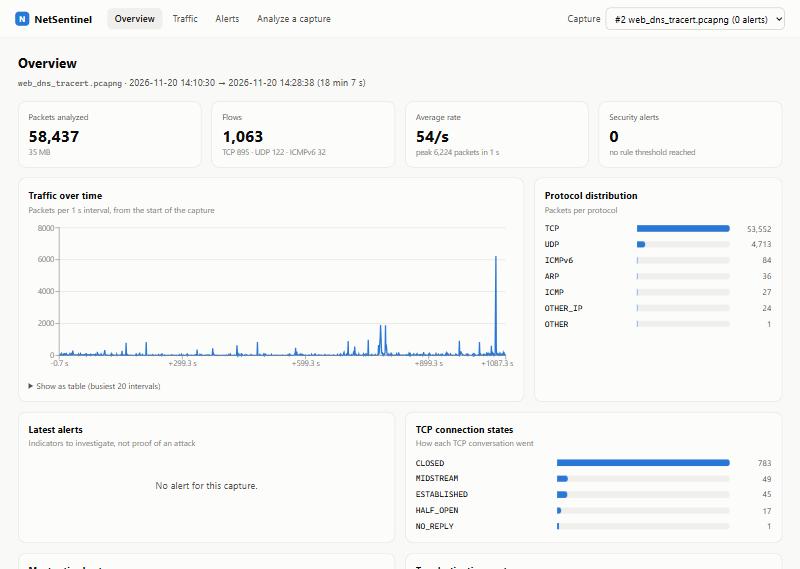 N NetSentinel Overview Traffic Alerts Analyze a capture Capture #2 web_dns_tracert.pcapng (0 alerts)
Overview
web_dns_tracert.pcapng · 2026-11-20 14:10:30 → 2026-11-20 14:28:38 (18 min 7 s)
Packets analyzed
58,437
35 MB
Flows
1,063
TCP 895 · UDP 122 · ICMPv6 32
Average rate
54/s
peak 6,224 packets in 1 s
Security alerts
0
no rule threshold reached
Traffic over time
Packets per 1 s interval, from the start of the capture
8000
6000
4000
2000
0
-0.7 s +299.3 s +599.3 s +899.3 s +1087.3 s
Show as table (busiest 20 intervals)
Protocol distribution
Packets per protocol
TCP 53,552
UDP 4,713
ICMPv6 84
ARP 36
ICMP 27
OTHER_IP 24
OTHER 1
Latest alerts
Indicators to investigate, not proof of an attack
No alert for this capture.
TCP connection states
How each TCP conversation went
CLOSED 783
MIDSTREAM 49
ESTABLISHED 45
HALF_OPEN 17
NO_REPLY 1